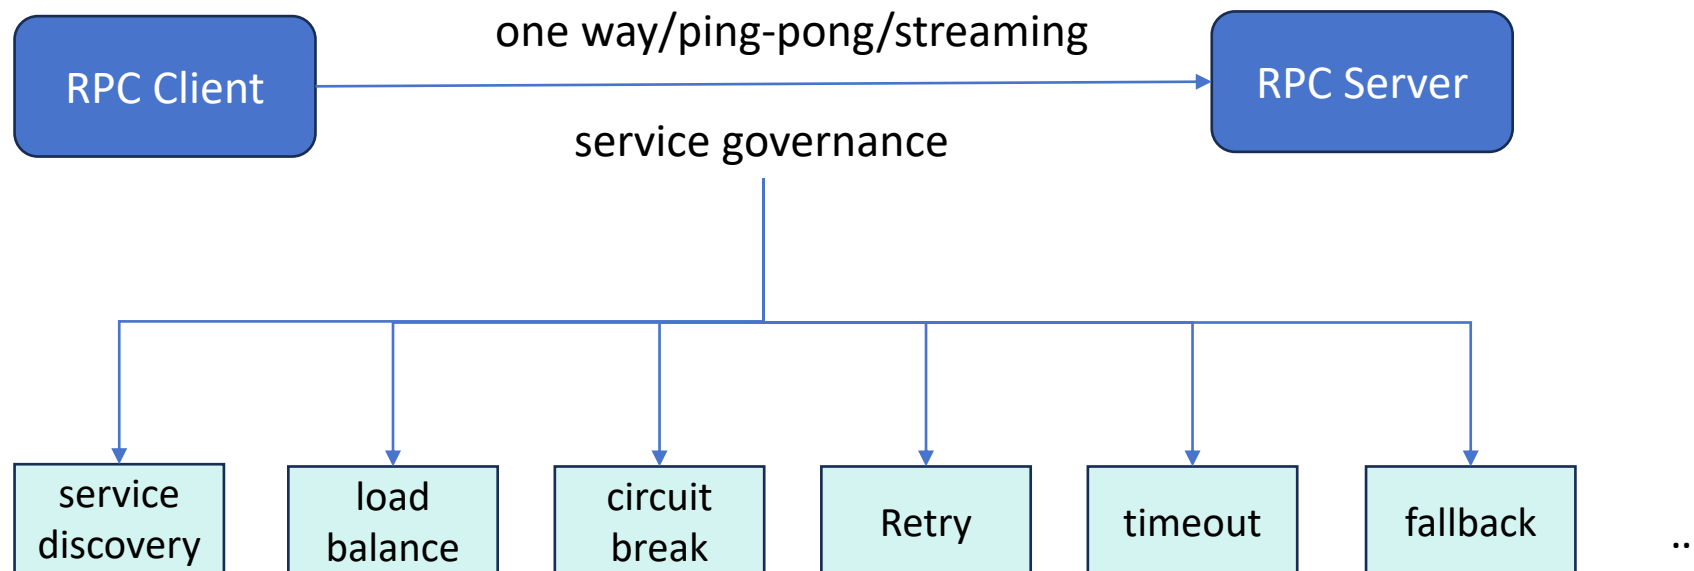 one way/ping-pong/streaming
RPC Client
RPC Server
service governance
service
discovery
load
balance
circuit
break
Retry
timeout
fallback
..